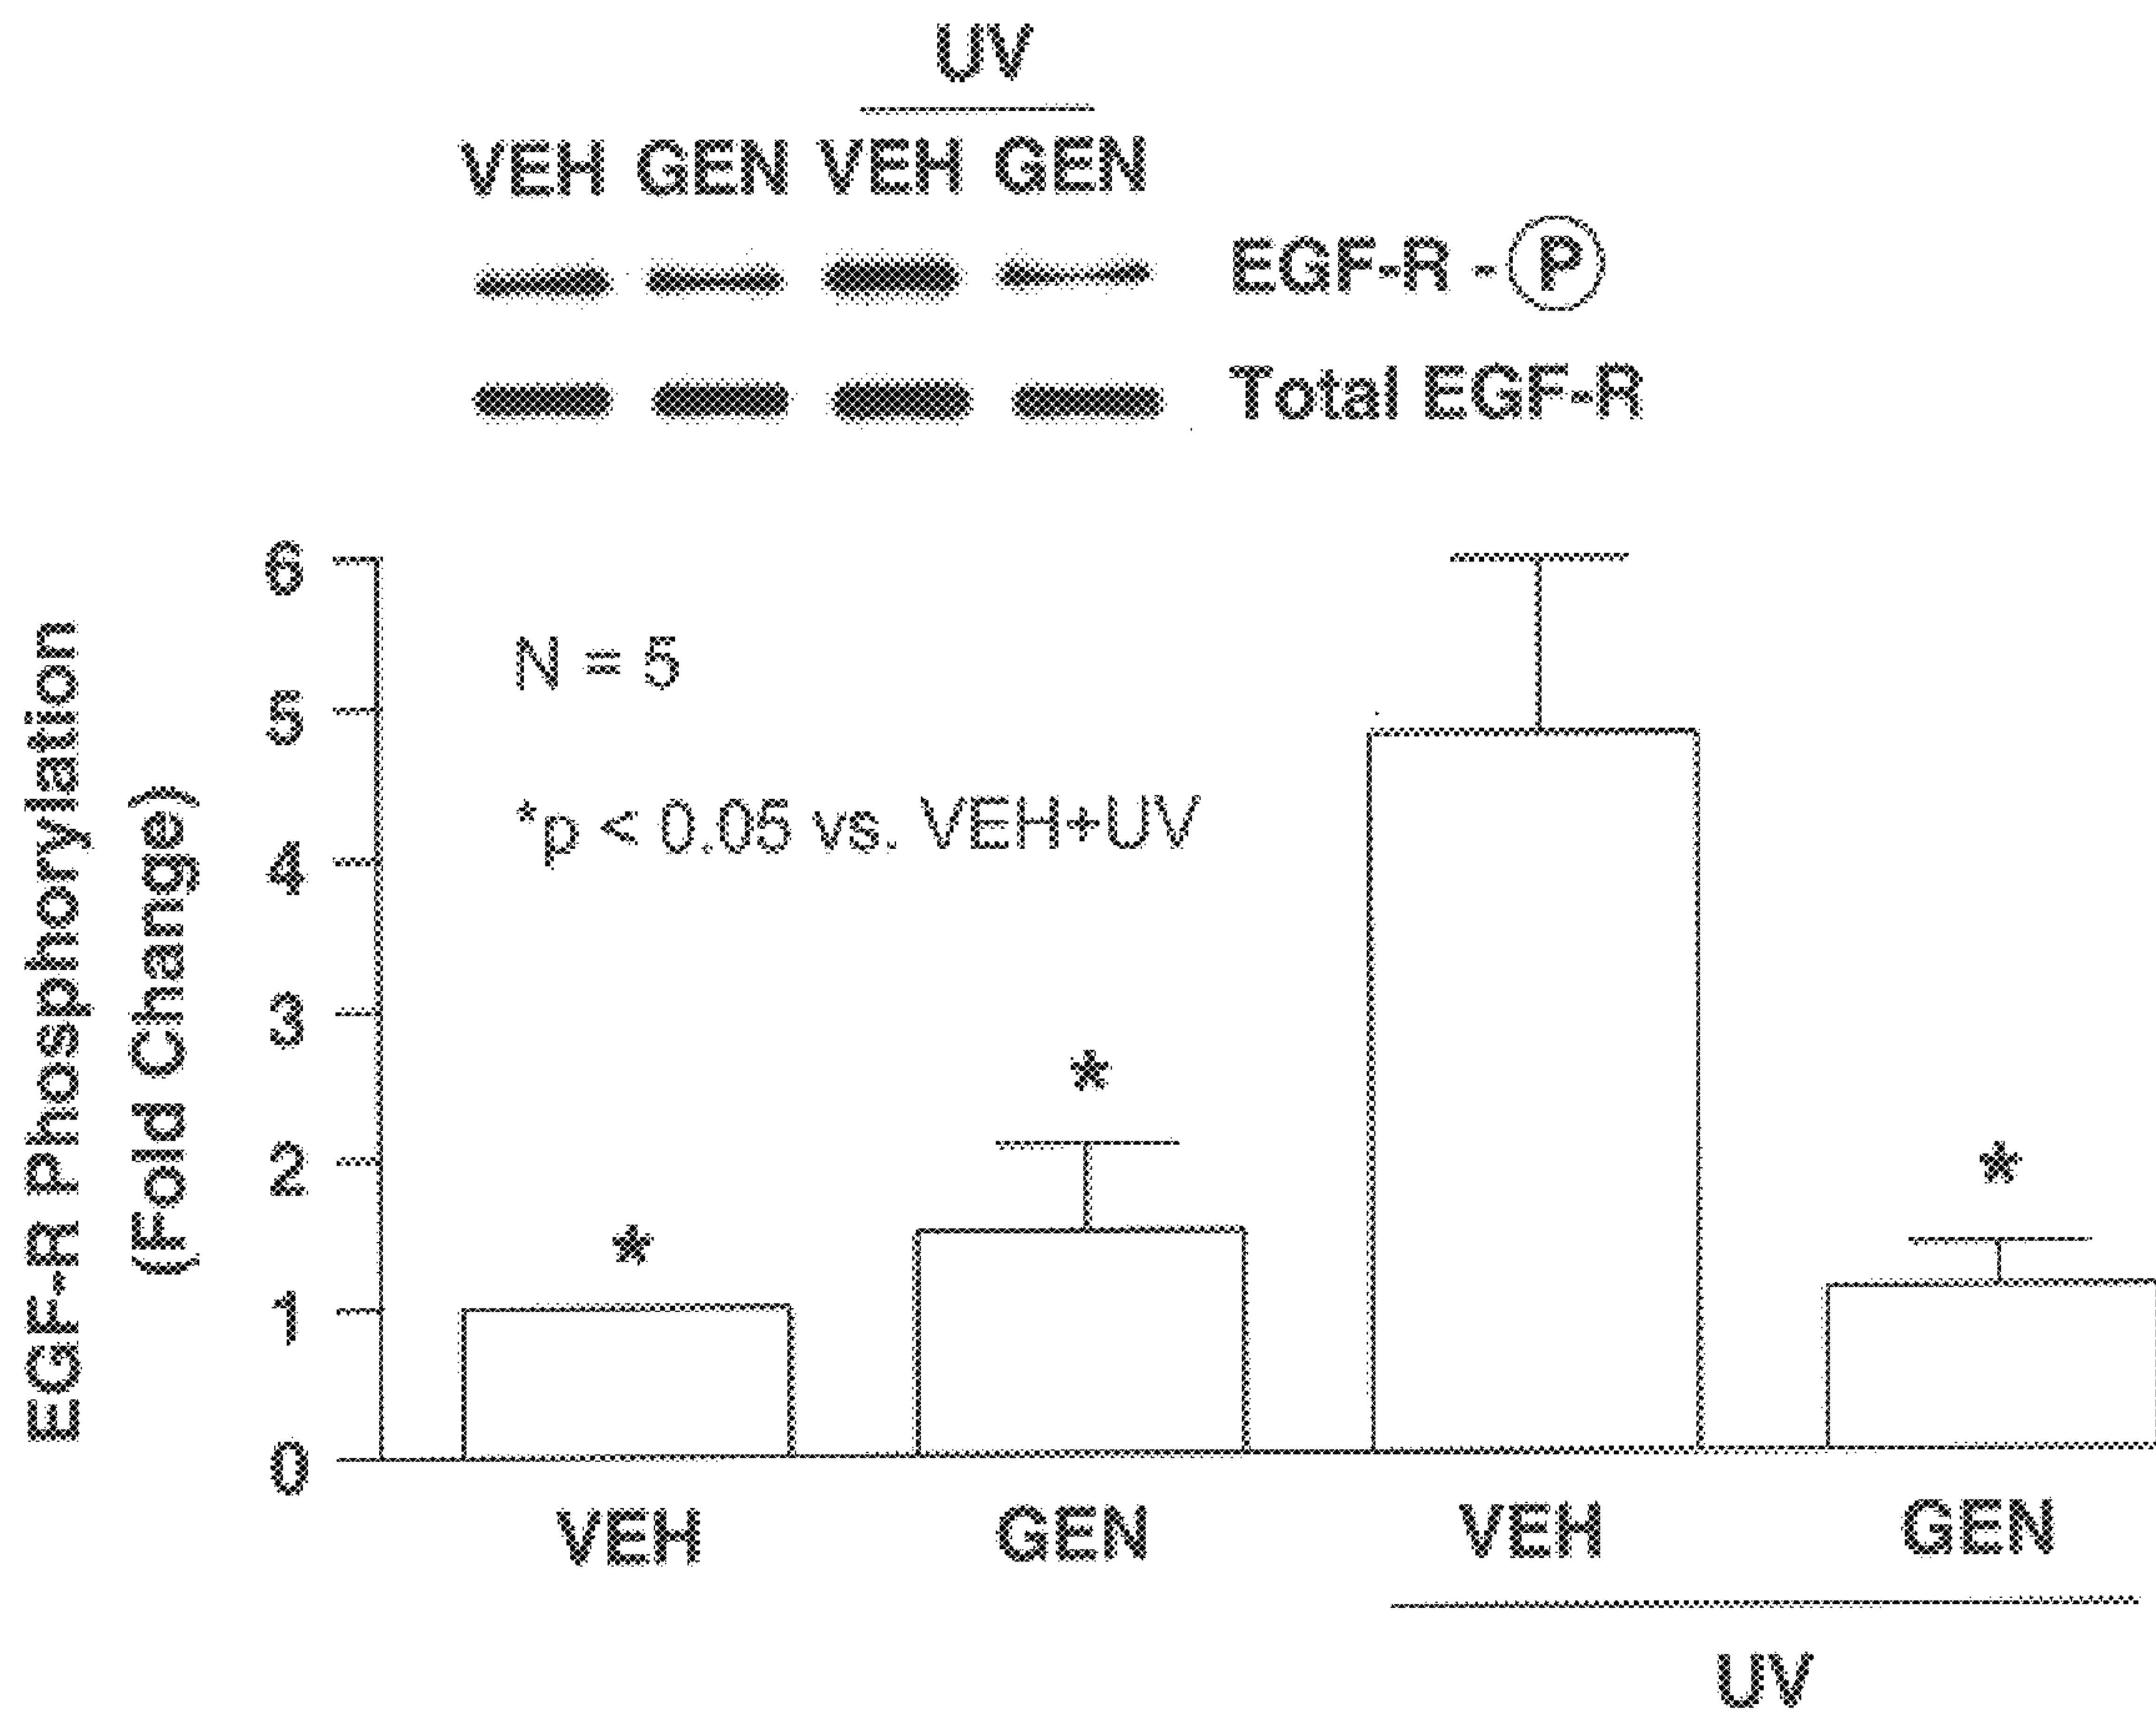 UV
VEH GEN VEH GEN
EGF-R - P
Total EGF-R
EGF-R Phosphorylation
(Fold Change)
6
5
4
3
2
1
0
N = 5
*p < 0.05 vs. VEH+UV
*
*
*
VEH GEN VEH GEN
UV